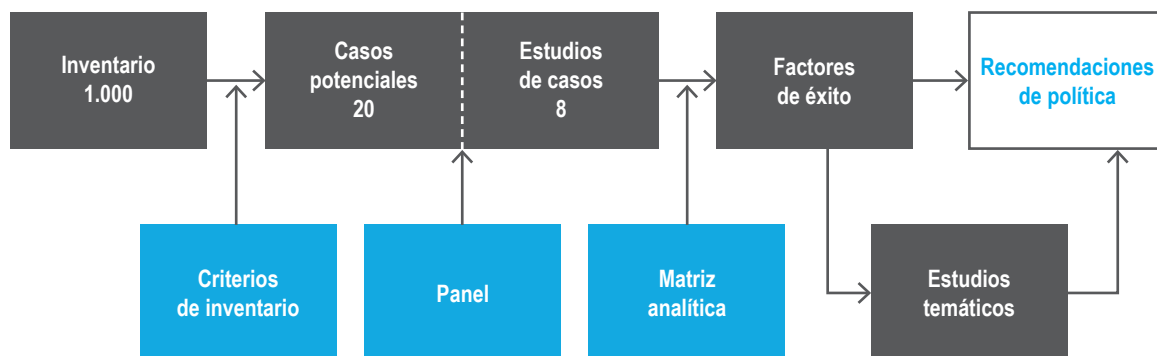 Inventario
1.000
Casos
potenciales
20
Estudios
de casos
8
Factores
de éxito
Recomendaciones
de política
Criterios
de inventario
Panel
Matriz
analítica
Estudios
temáticos